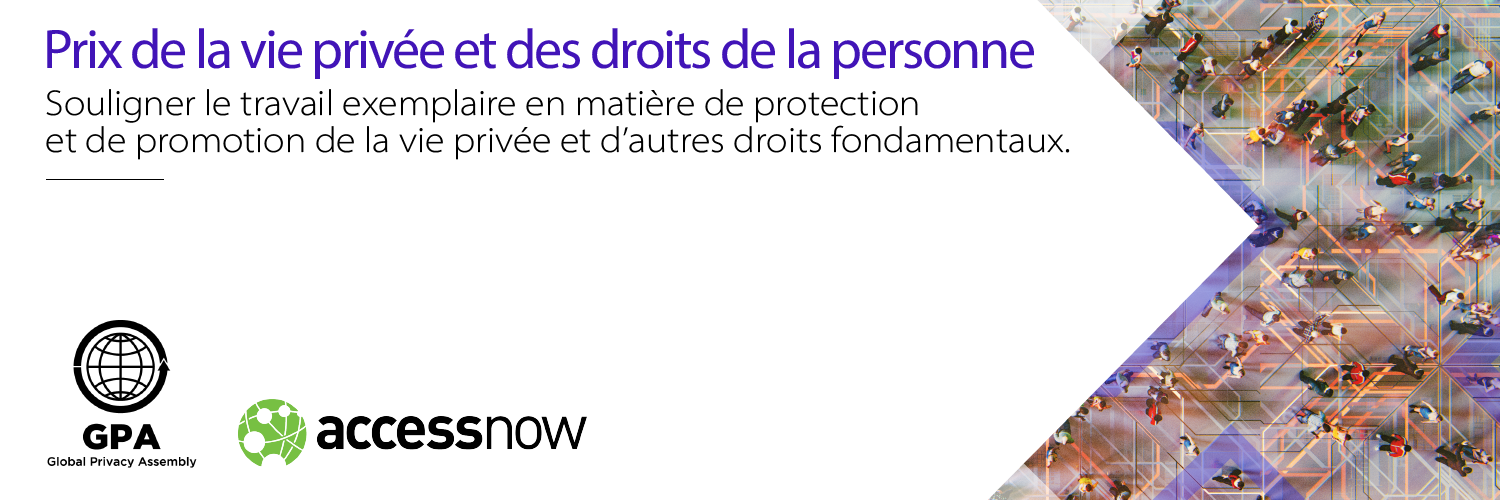 Prix de la vie privée et des droits de la personne
Souligner le travail exemplaire en matière de protection
et de promotion de la vie privée et d’autres droits fondamentaux.
GPA
Global Privacy Assembly
accessnow